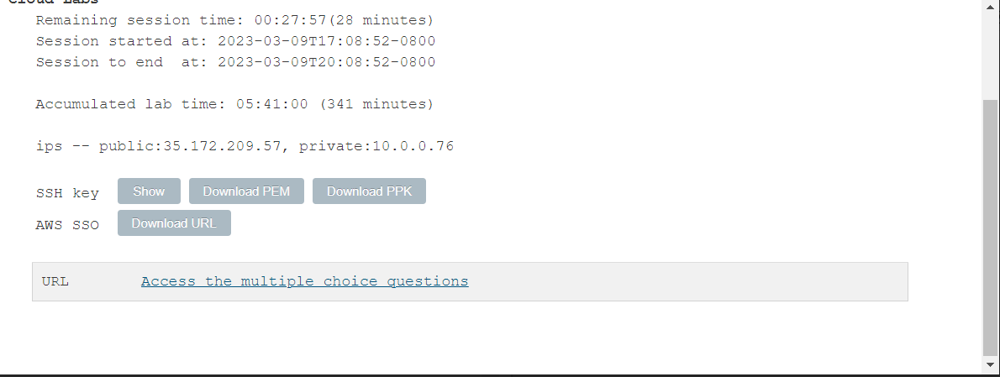 Cloud Labs
Remaining session time: 00:27:57(28 minutes)
Session started at: 2023-03-09T17:08:52-0800
Session to end  at: 2023-03-09T20:08:52-0800
Accumulated lab time: 05:41:00 (341 minutes)
ips -- public:35.172.209.57, private:10.0.0.76
SSH key Show Download PEM Download PPK
AWS SSO Download URL
URL Access the multiple choice questions